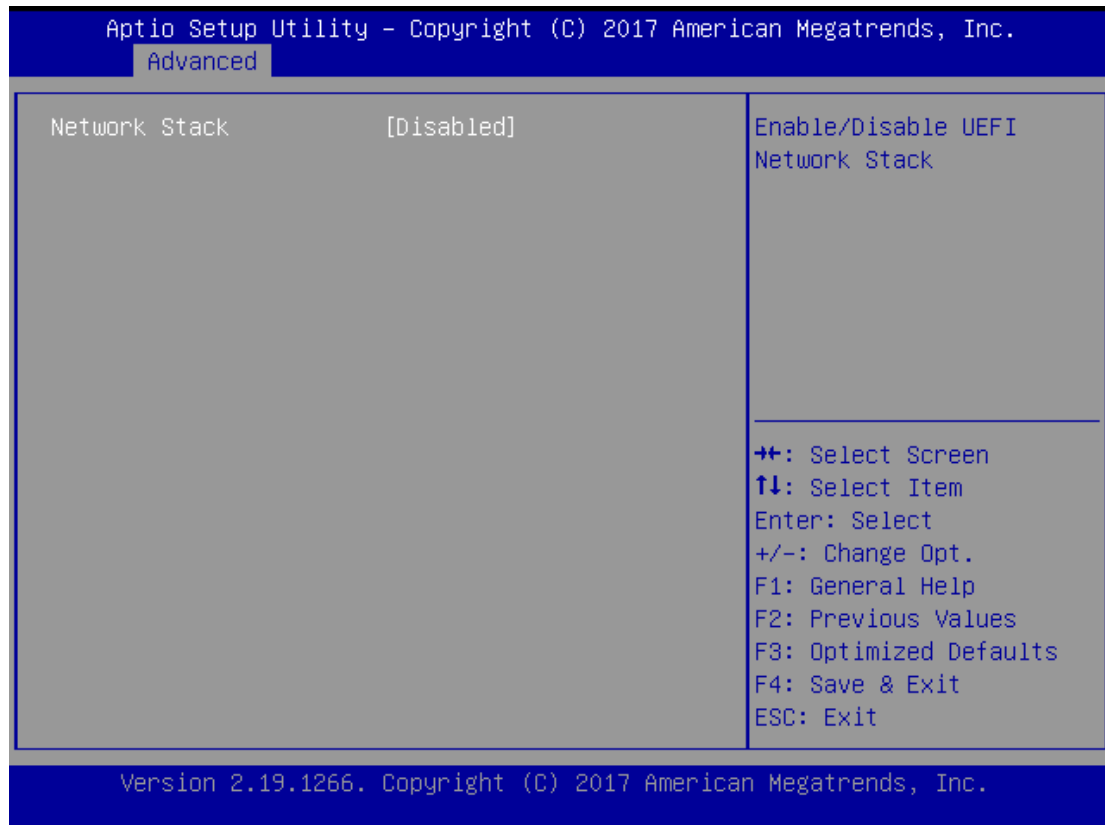 Aptio Setup Utility – Copyright (C) 2017 American Megatrends, Inc.
Advanced
Network Stack [Disabled]
Enable/Disable UEFI
Network Stack
→←: Select Screen
↑↓: Select Item
Enter: Select
+/-: Change Opt.
F1: General Help
F2: Previous Values
F3: Optimized Defaults
F4: Save & Exit
ESC: Exit
Version 2.19.1266. Copyright (C) 2017 American Megatrends, Inc.